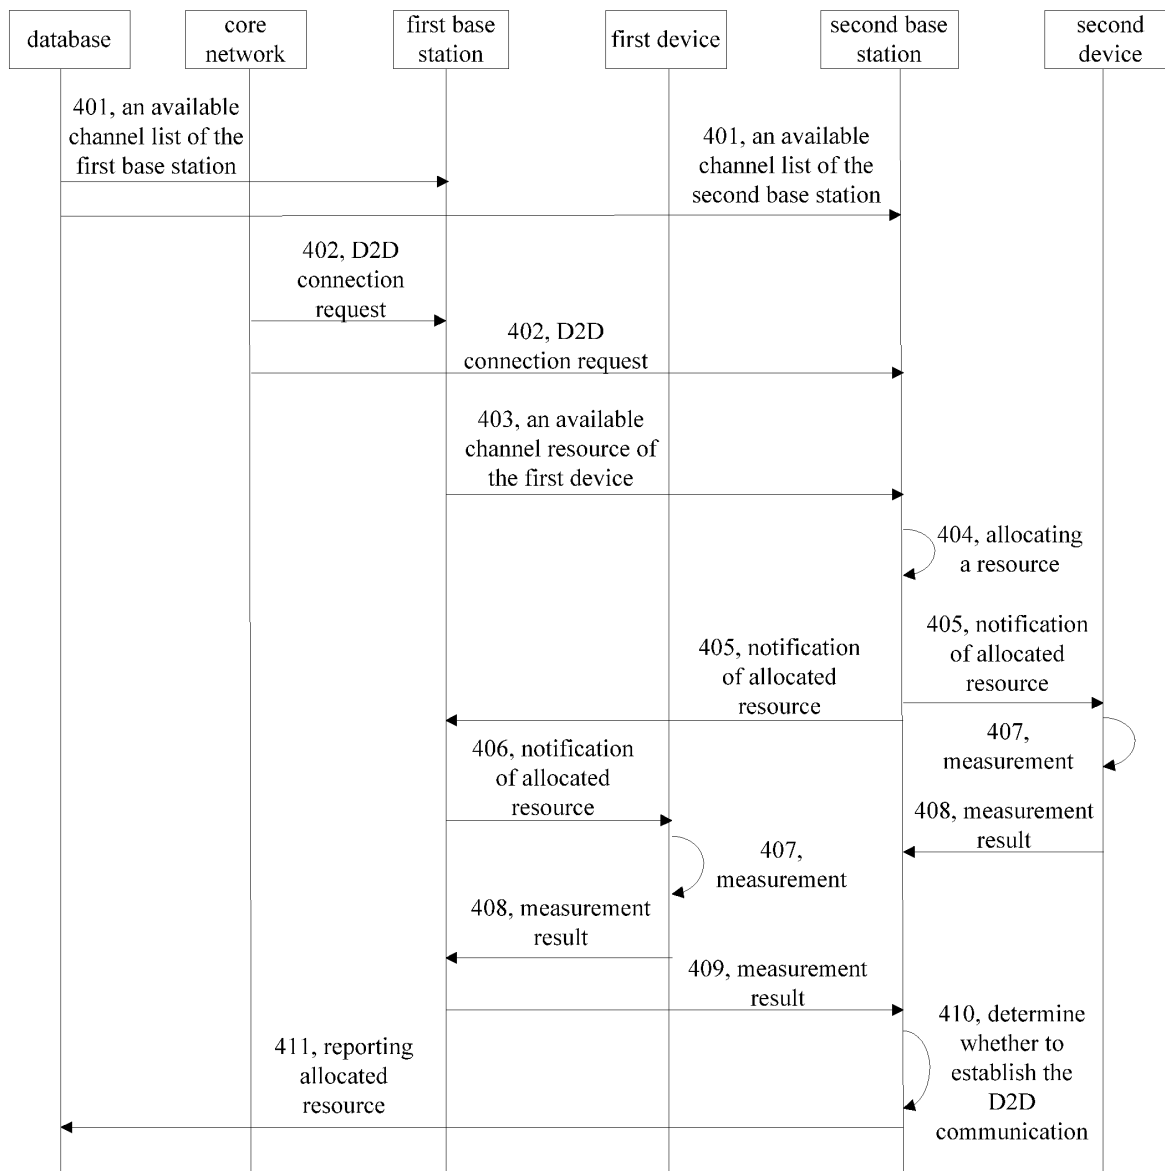 database
core
network
first base
station
first device
second base
station
second
device
401, an available
channel list of the
first base station
401, an available
channel list of the
second base station
402, D2D
connection
request
402, D2D
connection request
403, an available
channel resource of
the first device
404, allocating
a resource
405, notification
of allocated
resource
405, notification
of allocated
resource
407,
measurement
406, notification
of allocated
resource
408, measurement
result
407,
measurement
408, measurement
result
409, measurement
result
410, determine
whether to
establish the
D2D
communication
411, reporting
allocated
resource